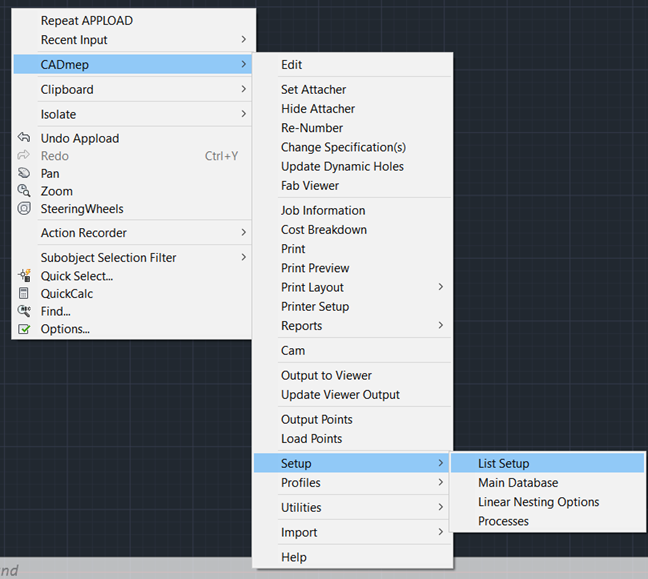 Repeat APPLOAD
Recent Input
CADmep
Clipboard
Isolate
Undo Appload
Redo Ctrl+Y
Pan
Zoom
SteeringWheels
Action Recorder
Subobject Selection Filter
Quick Select...
QuickCalc
Find...
Options...
Edit
Set Attacher
Hide Attacher
Re-Number
Change Specification(s)
Update Dynamic Holes
Fab Viewer
Job Information
Cost Breakdown
Print
Print Preview
Print Layout
Printer Setup
Reports
Cam
Output to Viewer
Update Viewer Output
Output Points
Load Points
Setup
Profiles
Utilities
Import
Help
List Setup
Main Database
Linear Nesting Options
Processes
nd